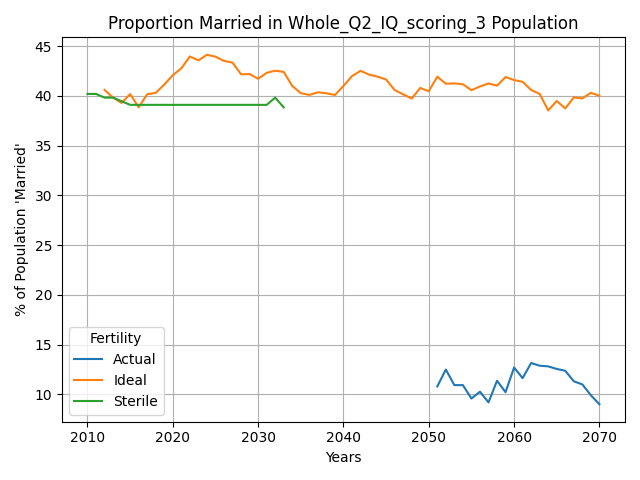 Proportion Married in Whole_Q2_IQ_scoring_3 Population
% of Population 'Married'
45
40
35
30
25
20
15
10
Fertility
Actual
Ideal
Sterile
2010 2020 2030 2040 2050 2060 2070
Years